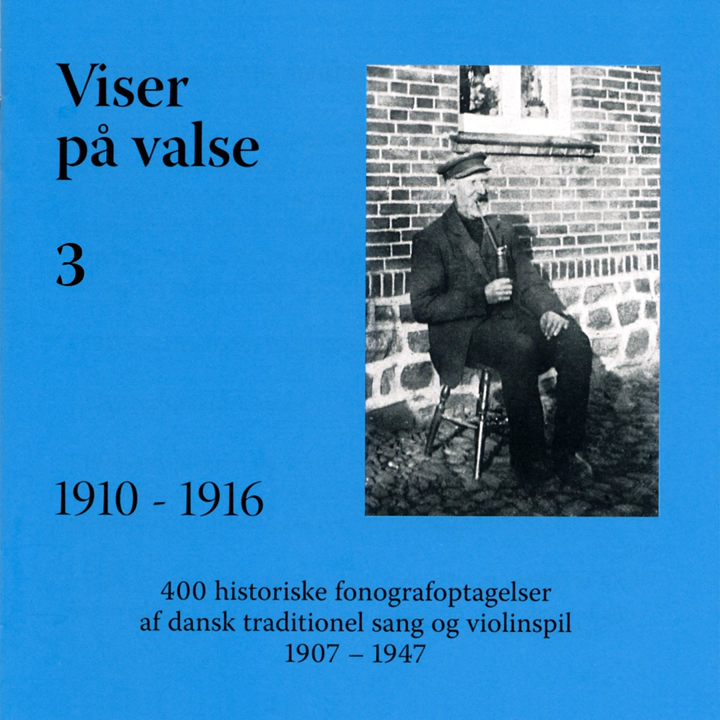 Viser
på valse
3
1910 - 1916
400 historiske fonografoptagelser
af dansk traditionel sang og violinspil
1907 – 1947